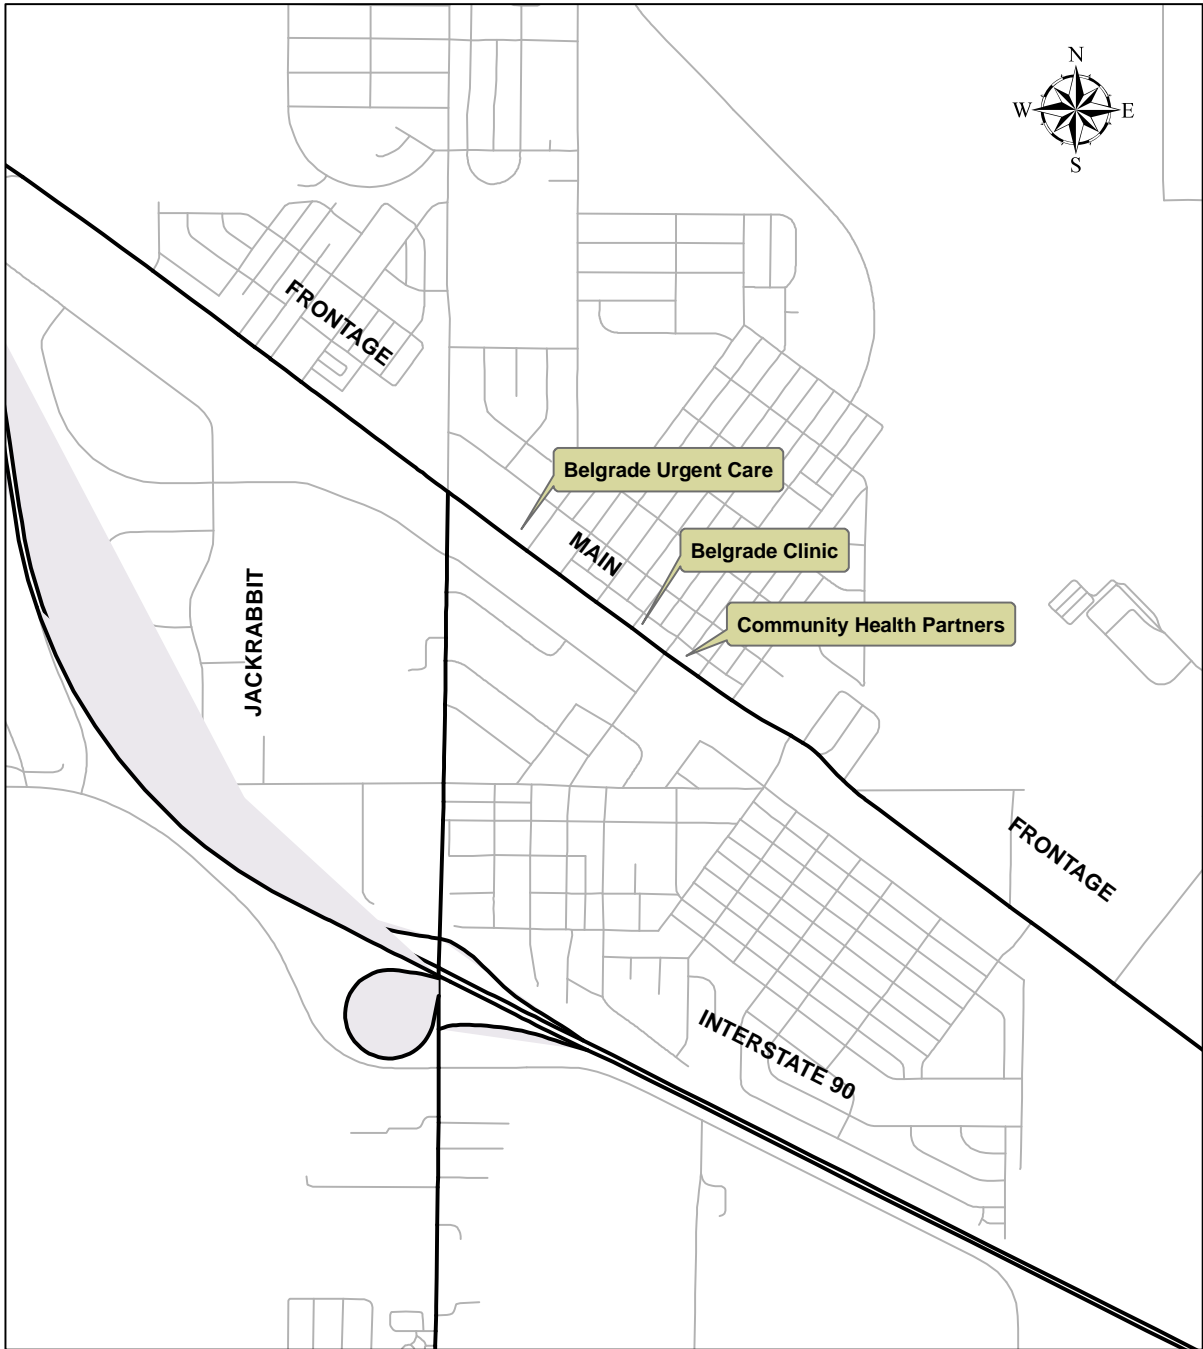 N
W E
S
FRONTAGE
Belgrade Urgent Care
MAIN
Belgrade Clinic
JACKRABBIT
Community Health Partners
FRONTAGE
INTERSTATE 90